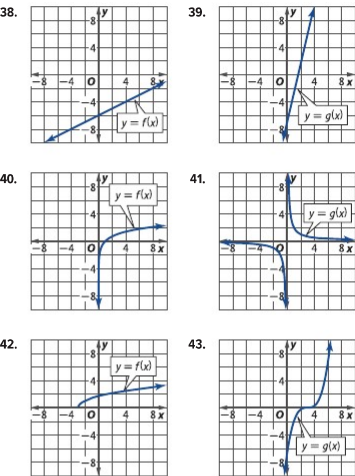 38.
y
8
4
−8 −4 O 4 8 x
−4
−8
y = f(x)
39.
y
8
4
−8 −4 O 4 8 x
−4
−8
y = g(x)
40.
y
8
y = f(x)
4
−8 −4 O 4 8 x
−4
−8
41.
y
8
4
y = g(x)
−8 −4 O 4 8 x
−4
−8
42.
y
8
y = f(x)
4
−8 −4 O 4 8 x
−4
−8
43.
y
8
4
−8 −4 O 4 8 x
−4
y = g(x)
−8